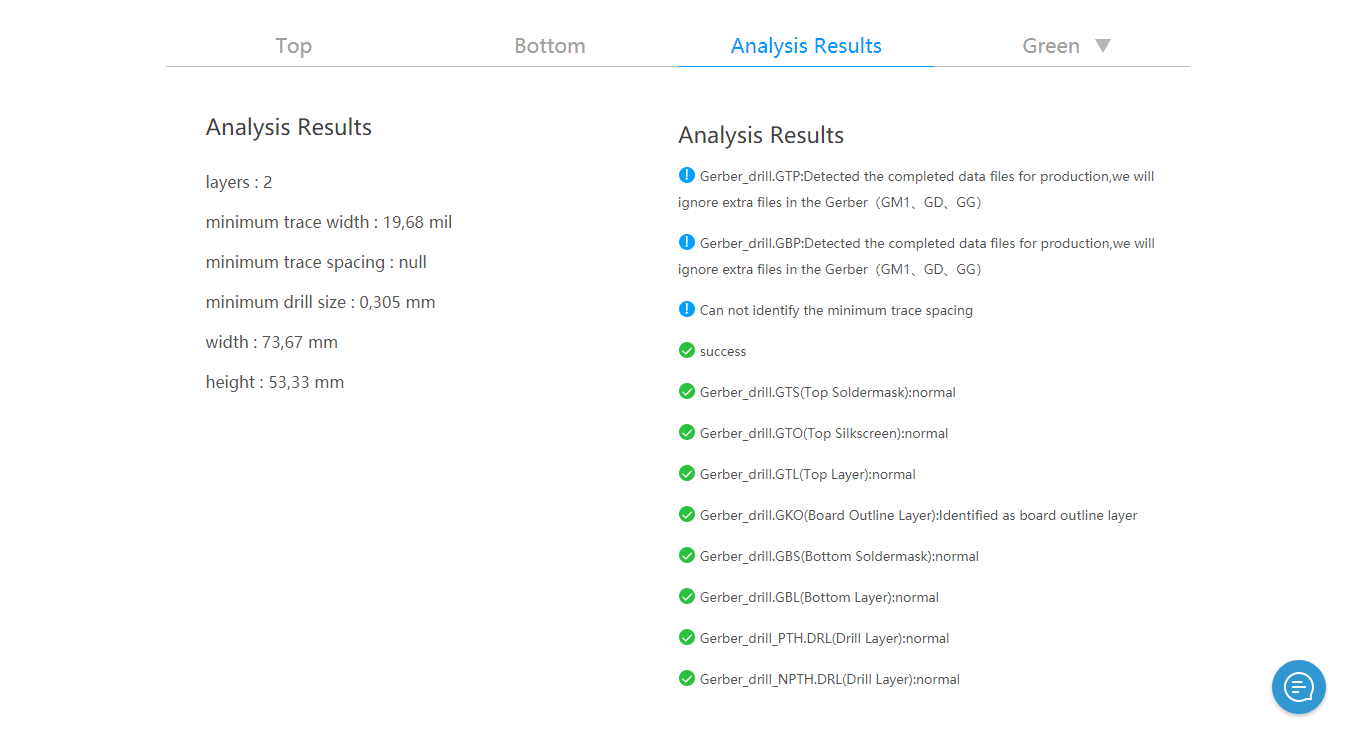 Top
Bottom
Analysis Results
Green
Analysis Results
layers : 2
minimum trace width : 19,68 mil
minimum trace spacing : null
minimum drill size : 0,305 mm
width : 73,67 mm
height : 53,33 mm
Analysis Results
Gerber_drill.GTP:Detected the completed data files for production,we will
ignore extra files in the Gerber（GM1、GD、GG）
Gerber_drill.GBP:Detected the completed data files for production,we will
ignore extra files in the Gerber（GM1、GD、GG）
Can not identify the minimum trace spacing
success
Gerber_drill.GTS(Top Soldermask):normal
Gerber_drill.GTO(Top Silkscreen):normal
Gerber_drill.GTL(Top Layer):normal
Gerber_drill.GKO(Board Outline Layer):Identified as board outline layer
Gerber_drill.GBS(Bottom Soldermask):normal
Gerber_drill.GBL(Bottom Layer):normal
Gerber_drill_PTH.DRL(Drill Layer):normal
Gerber_drill_NPTH.DRL(Drill Layer):normal